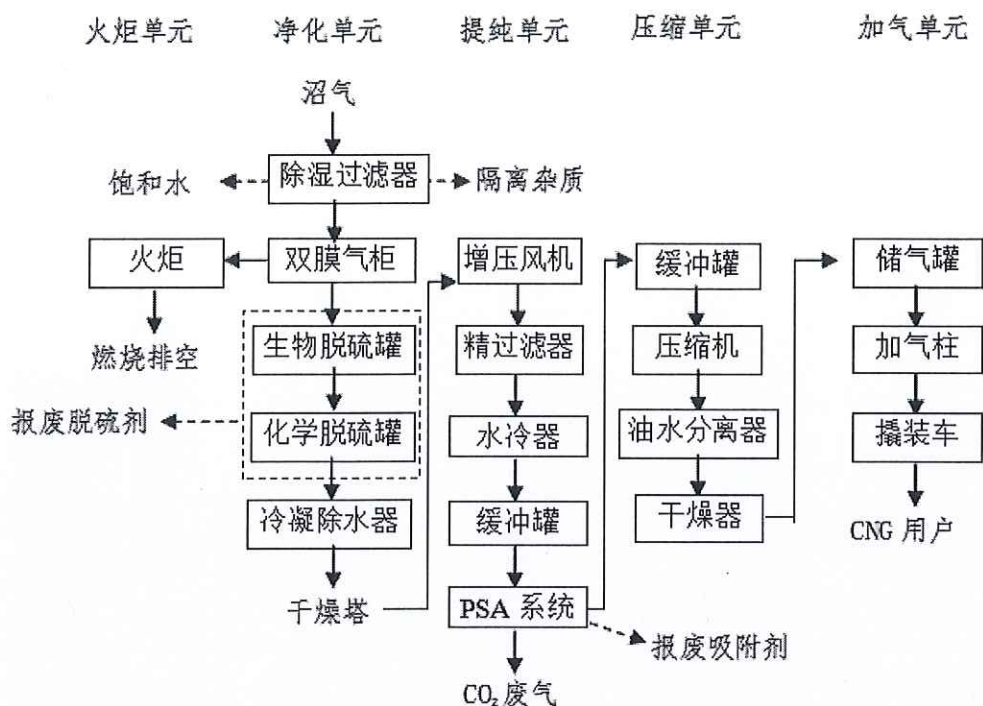 火炬单元 净化单元 提纯单元 压缩单元 加气单元
沼气
饱和水 除湿过滤器 隔离杂质
火炬 双膜气柜 增压风机 缓冲罐 储气罐
燃烧排空 生物脱硫罐 精过滤器 压缩机 加气柱
报废脱硫剂 化学脱硫罐 水冷器 油水分离器 撬装车
冷凝除水器 缓冲罐 干燥器 CNG 用户
干燥塔 PSA 系统
报废吸附剂
CO₂废气